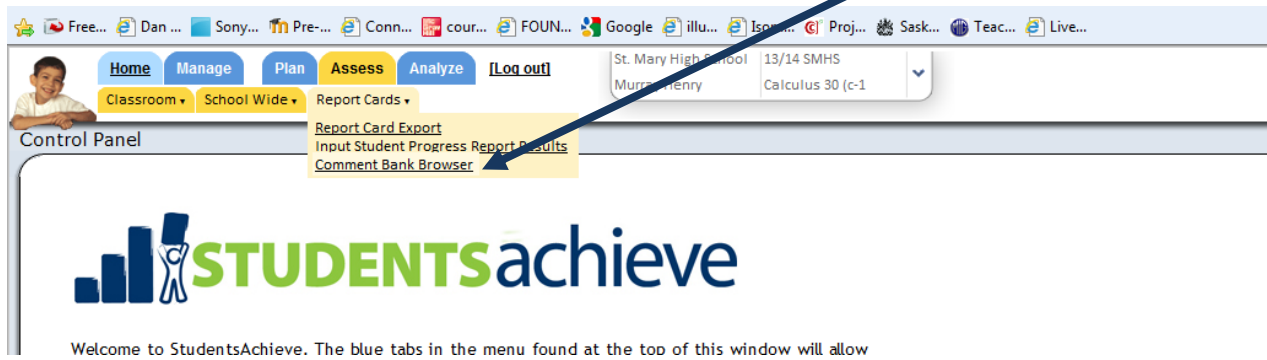 Free... Dan ... Sony... Pre-... Conn... cour... FOUN... Google illu... Proj... Sask... Teac... Live...
Home Manage Plan Assess Analyze [Log out]
St. Mary High School 13/14 SMHS
Murray Henry Calculus 30 (c-1
Classroom School Wide Report Cards
Report Card Export
Input Student Progress Report Results
Comment Bank Browser
Control Panel
STUDENTSachieve
Welcome to StudentsAchieve. The blue tabs in the menu found at the top of this window will allow